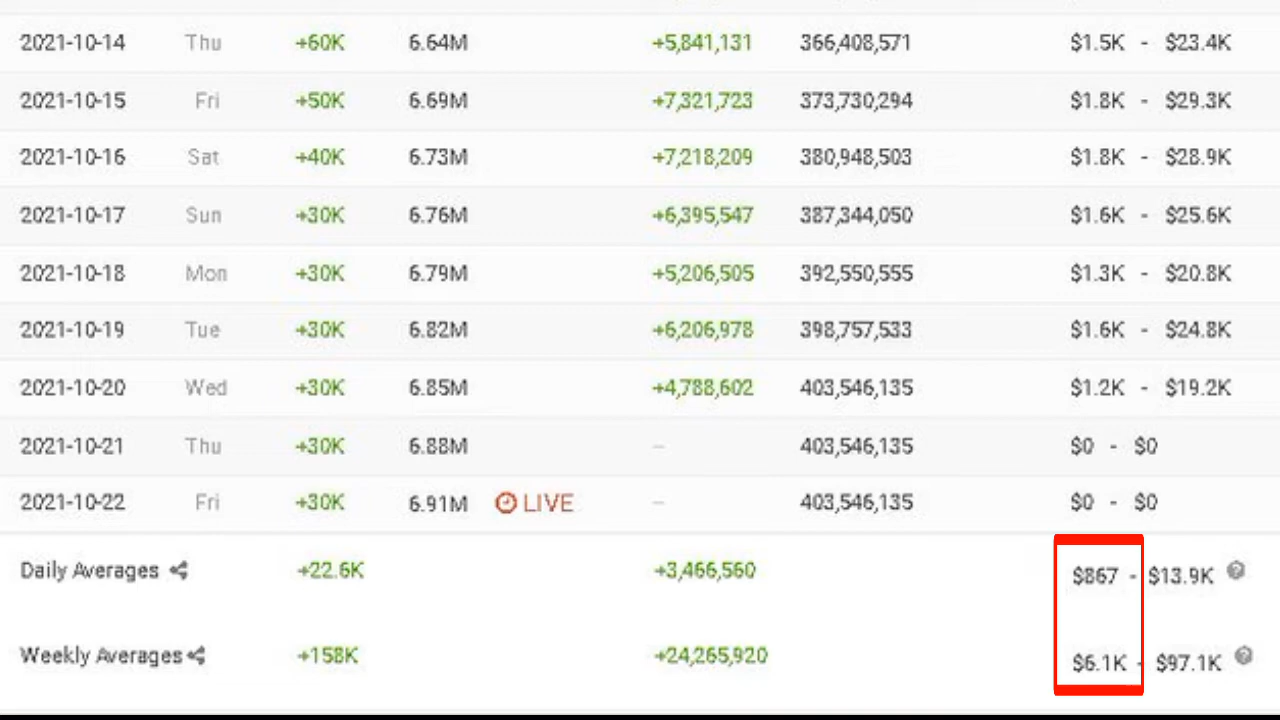 2021-10-14 Thu +60K 6.64M +5,841,131 366,408,571 $1.5K - $23.4K
2021-10-15 Fri +50K 6.69M +7,321,723 373,730,294 $1.8K - $29.3K
2021-10-16 Sat +40K 6.73M +7,218,209 380,948,503 $1.8K - $28.9K
2021-10-17 Sun +30K 6.76M +6,395,547 387,344,050 $1.6K - $25.6K
2021-10-18 Mon +30K 6.79M +5,206,505 392,550,555 $1.3K - $20.8K
2021-10-19 Tue +30K 6.82M +6,206,978 398,757,533 $1.6K - $24.8K
2021-10-20 Wed +30K 6.85M +4,788,602 403,546,135 $1.2K - $19.2K
2021-10-21 Thu +30K 6.88M -- 403,546,135 $0 - $0
2021-10-22 Fri +30K 6.91M LIVE -- 403,546,135 $0 - $0
Daily Averages +22.6K +3,466,560 $867 - $13.9K
Weekly Averages +158K +24,265,920 $6.1K - $97.1K